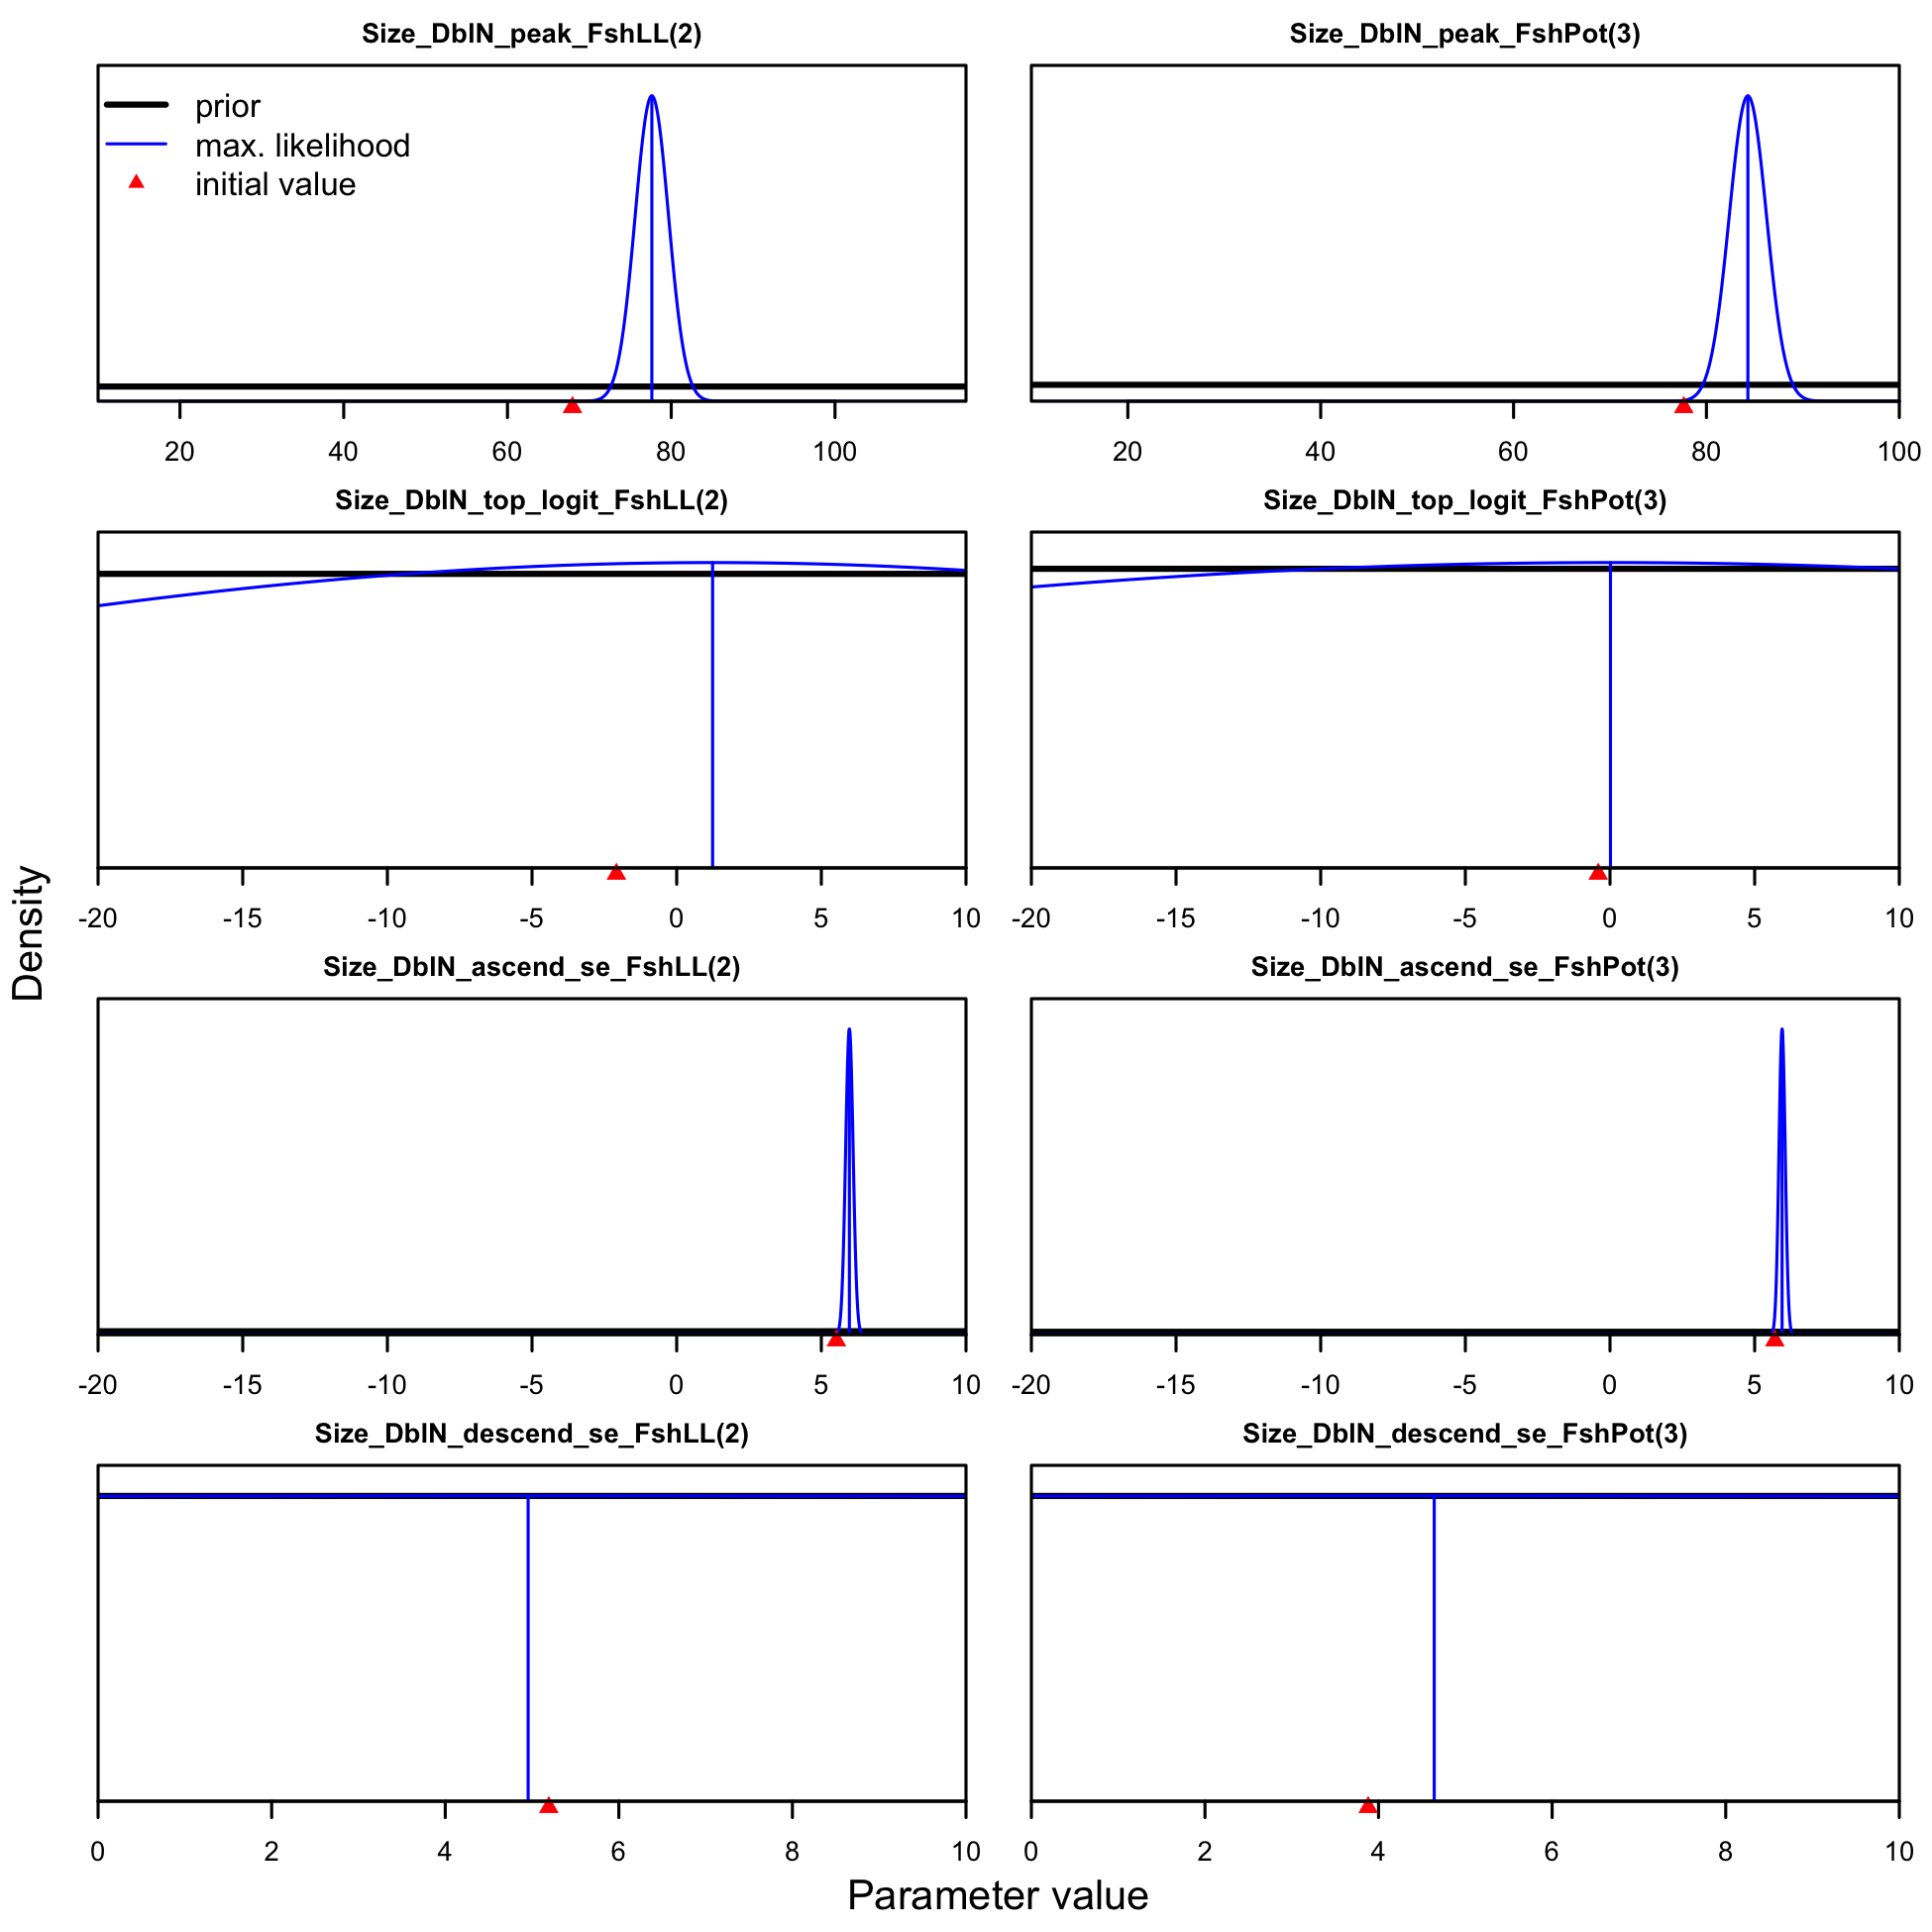 Size_DblN_peak_FshLL(2)
Size_DblN_peak_FshPot(3)
prior
max. likelihood
initial value
20 40 60 80 100
20 40 60 80 100
Size_DblN_top_logit_FshLL(2)
Size_DblN_top_logit_FshPot(3)
-20 -15 -10 -5 0 5 10
-20 -15 -10 -5 0 5 10
Density
Size_DblN_ascend_se_FshLL(2)
Size_DblN_ascend_se_FshPot(3)
-20 -15 -10 -5 0 5 10
-20 -15 -10 -5 0 5 10
Size_DblN_descend_se_FshLL(2)
Size_DblN_descend_se_FshPot(3)
0 2 4 6 8 10
0 2 4 6 8 10
Parameter value